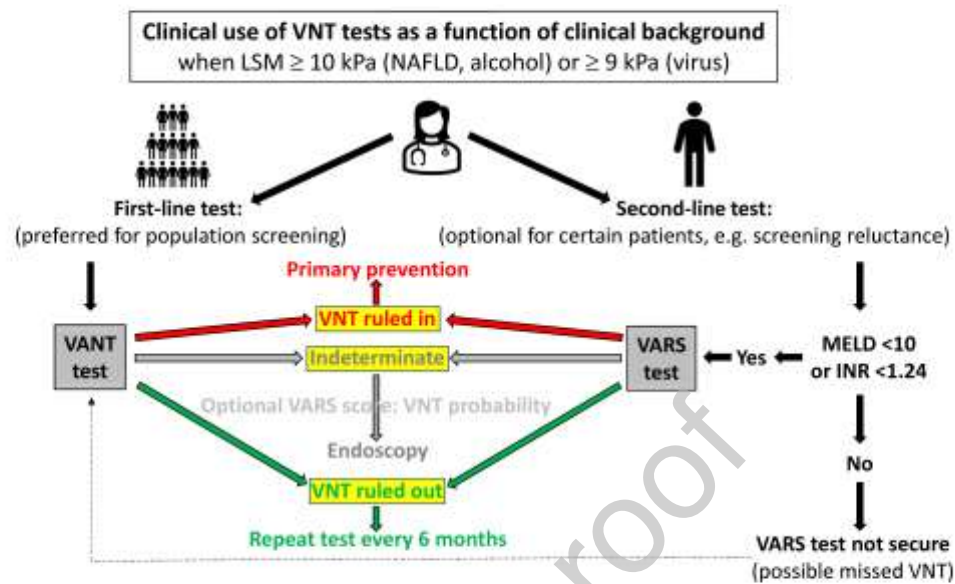 Clinical use of VNT tests as a function of clinical background
when LSM ≥ 10 kPa (NAFLD, alcohol) or ≥ 9 kPa (virus)
First-line test:
(preferred for population screening)
Second-line test:
(optional for certain patients, e.g. screening reluctance)
Primary prevention
VNT ruled in
VANT
test
Indeterminate
VARS
test
Yes
MELD <10
or INR <1.24
Optional VARS score: VNT probability
Endoscopy
No
VNT ruled out
Repeat test every 6 months
VARS test not secure
(possible missed VNT)
roof